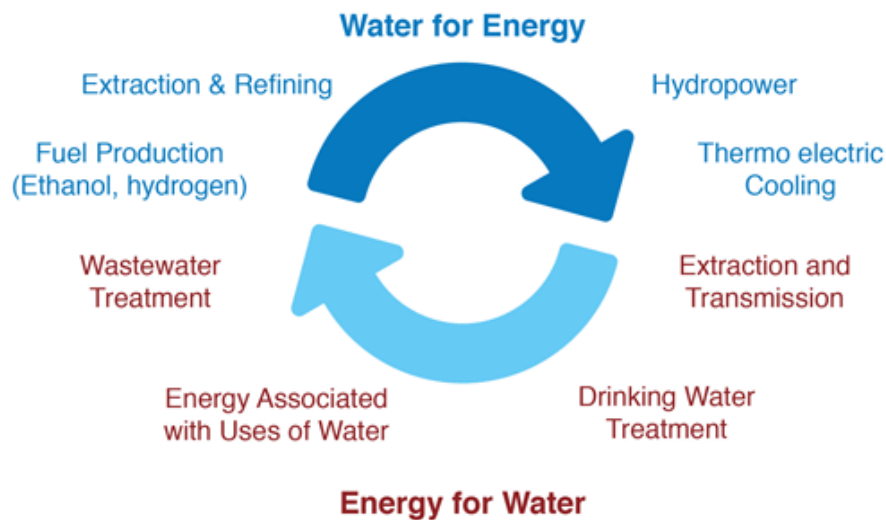 Water for Energy
Extraction & Refining
Hydropower
Fuel Production
(Ethanol, hydrogen)
Thermo electric
Cooling
Wastewater
Treatment
Extraction and
Transmission
Energy Associated
with Uses of Water
Drinking Water
Treatment
Energy for Water